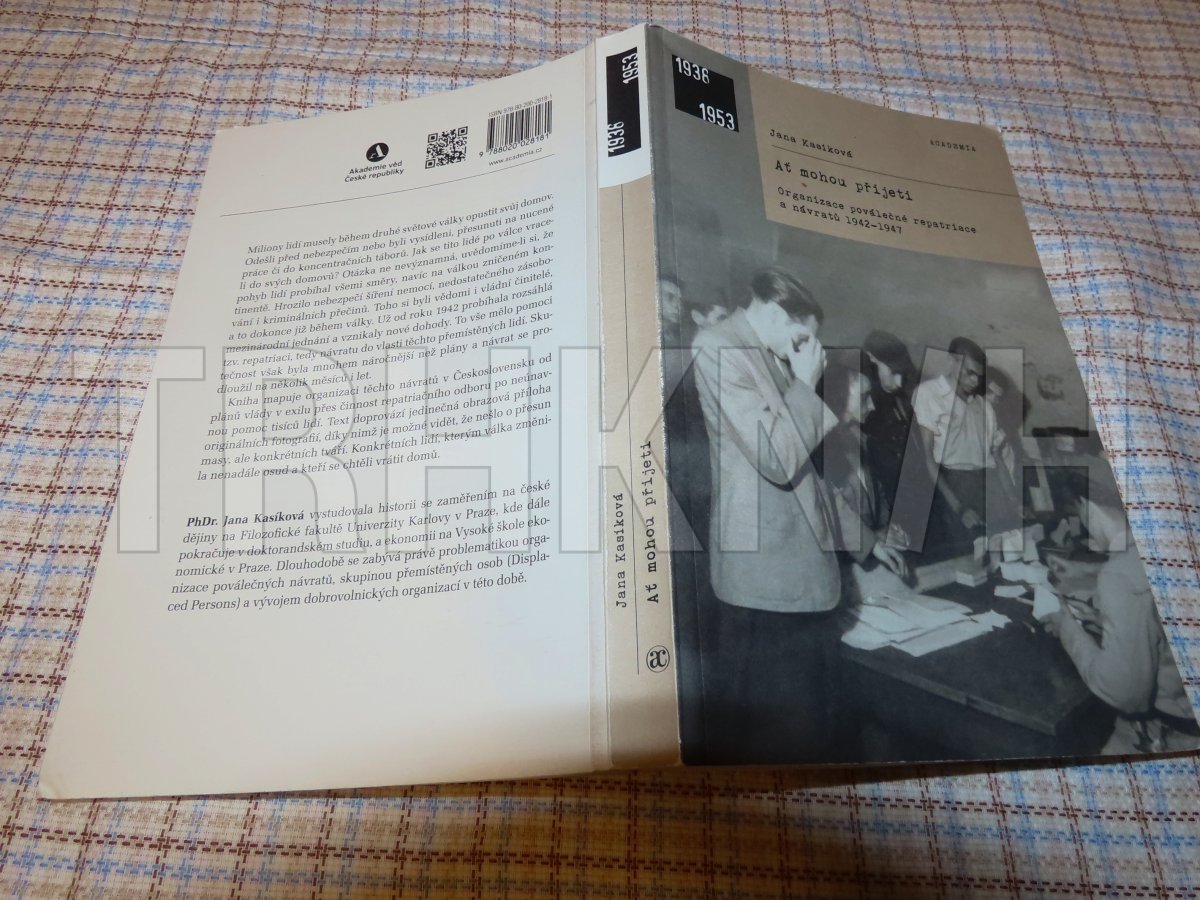 Akademie věd
České republiky
ISBN 978-80-200-2818-1
9 788020 028181
www.academia.cz
Miliony lidí musely během druhé světové války opustit svůj domov.
Odešli před nebezpečím nebo byli vysídleni, přesunuti na nucené
práce či do koncentračních táborů. Jak se tito lidé po válce vrace-
li do svých domovů? Otázka ne nevýznamná, uvědomíme-li si, že
pohyb lidí probíhal všemi směry, navíc na válkou zničeném kon-
tinentě. Hrozilo nebezpečí šíření nemocí, nedostatečného zásobo-
vání i kriminálních přečinů. Toho si byli vědomi i vládní činitelé,
a to dokonce již během války. Už od roku 1942 probíhala rozsáhlá
mezinárodní jednání a vznikaly nové dohody. To vše mělo pomoci
tzv. repatriaci, tedy navratu do vlasti těchto přemístěných lidí. Sku-
tečnost však byla mnohem náročnější než plány a návrat se pro-
dloužil na několik měsíců i let.
Kniha mapuje organizaci těchto návratů v Československu od
plánů vlády v exilu přes činnost repatriačního odboru po neúnav-
nou pomoc tisíců lidí. Text doprovází jedinečná obrazová příloha
originálních fotografií, díky nimž je možné vidět, že nešlo o přesun
masy, ale konkrétních tváří. Konkrétních lidí, kterým válka změni-
la nenadále osud a kteří se chtěli vrátit domů.
PhDr. Jana Kasíková vystudovala historii se zaměřením na české
dějiny na Filozofické fakultě Univerzity Karlovy v Praze, kde dále
pokračuje v doktorandském studiu, a ekonomii na Vysoké škole eko-
nomické v Praze. Dlouhodobě se zabývá právě problematikou orga-
nizace poválečných návratů, skupinou přemístěných osob (Displa-
ced Persons) a vývojem dobrovolnických organizací v této době.
1936
1953
Jana Kasíková
Ať mohou přijeti
1936
1953
Jana Kasíková
ACADEMIA
Ať mohou přijeti
Organizace poválečné repatriace
a návratů 1942–1947
TRHKNIH